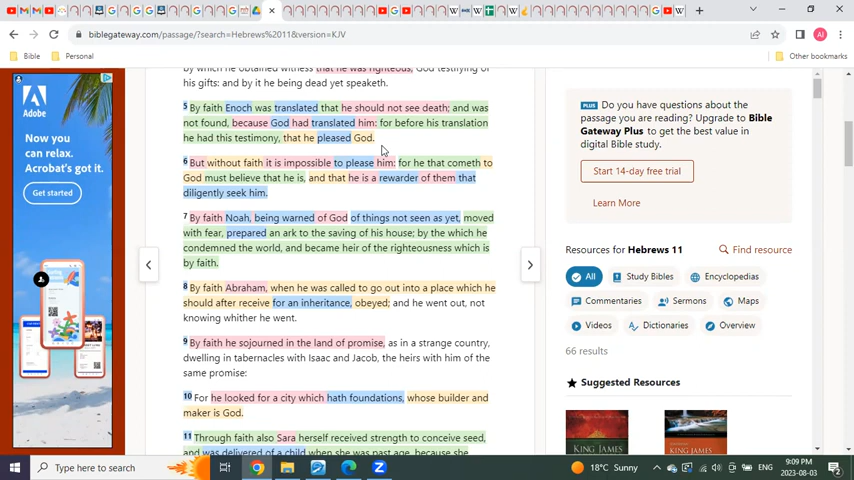 biblegateway.com/passage/?search=Hebrews%2011&version=KJV
AI
Bible
Personal
Other bookmarks
by which he obtained witness that he was righteous, God testifying of
his gifts: and by it he being dead yet speaketh.
5 By faith Enoch was translated that he should not see death; and was
not found, because God had translated him: for before his translation
he had this testimony, that he pleased God.
6 But without faith it is impossible to please him: for he that cometh to
God must believe that he is, and that he is a rewarder of them that
diligently seek him.
7 By faith Noah, being warned of God of things not seen as yet, moved
with fear, prepared an ark to the saving of his house; by the which he
condemned the world, and became heir of the righteousness which is
by faith.
8 By faith Abraham, when he was called to go out into a place which he
should after receive for an inheritance, obeyed; and he went out, not
knowing whither he went.
9 By faith he sojourned in the land of promise, as in a strange country,
dwelling in tabernacles with Isaac and Jacob, the heirs with him of the
same promise:
10 For he looked for a city which hath foundations, whose builder and
maker is God.
11 Through faith also Sara herself received strength to conceive seed,
and was delivered of a child when she was past age, because she
Adobe
Now you
can relax.
Acrobat's got it.
Get started
PLUS Do you have questions about the
passage you are reading? Upgrade to Bible
Gateway Plus to get the best value in
digital Bible study.
Start 14-day free trial
Learn More
Resources for Hebrews 11
Find resource
All
Study Bibles
Encyclopedias
Commentaries
Sermons
Maps
Videos
Dictionaries
Overview
66 results
Suggested Resources
KING JAMES
KING JAMES
Type here to search
18°C Sunny
ENG
9:09 PM
2023-08-03